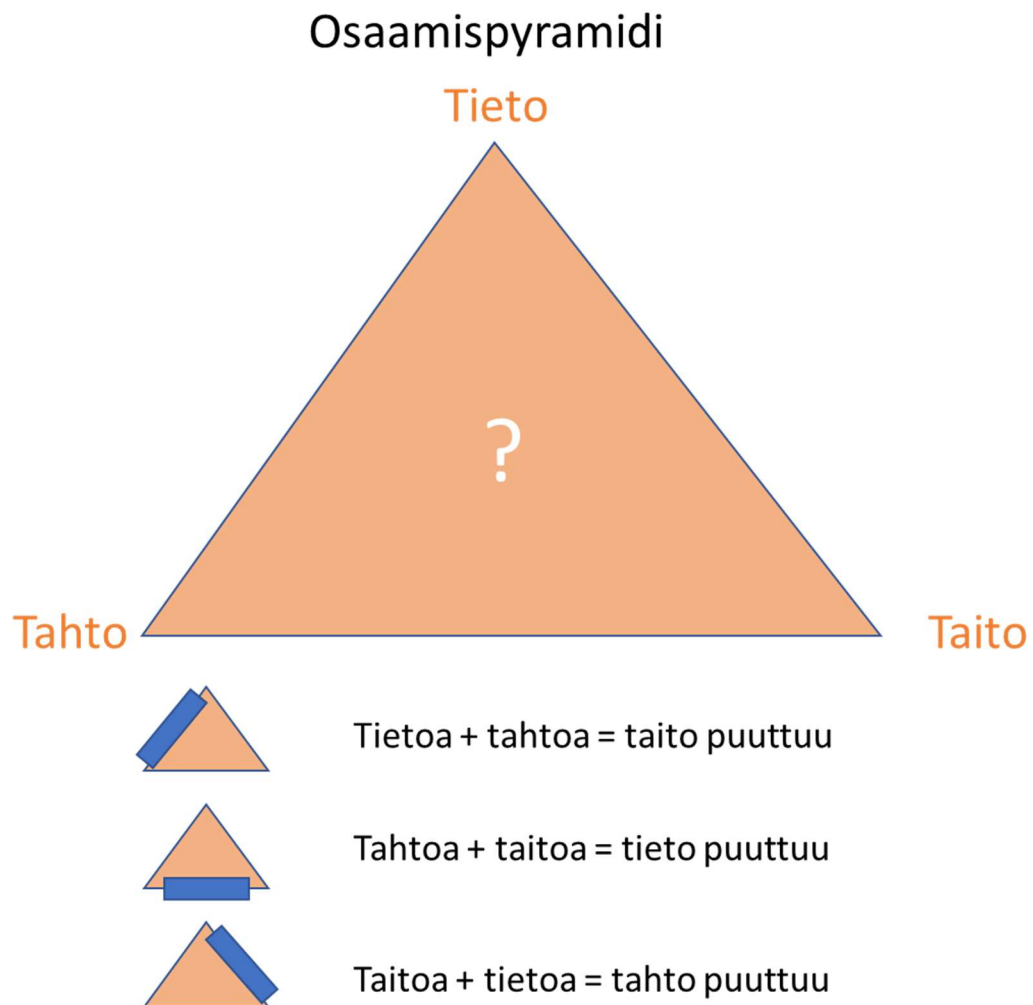 Osaamispyramidi
Tieto
?
Tahto
Taito
Tietoa + tahtoa = taito puuttuu
Tahtoa + taitoa = tieto puuttuu
Taitoa + tietoa = tahto puuttuu